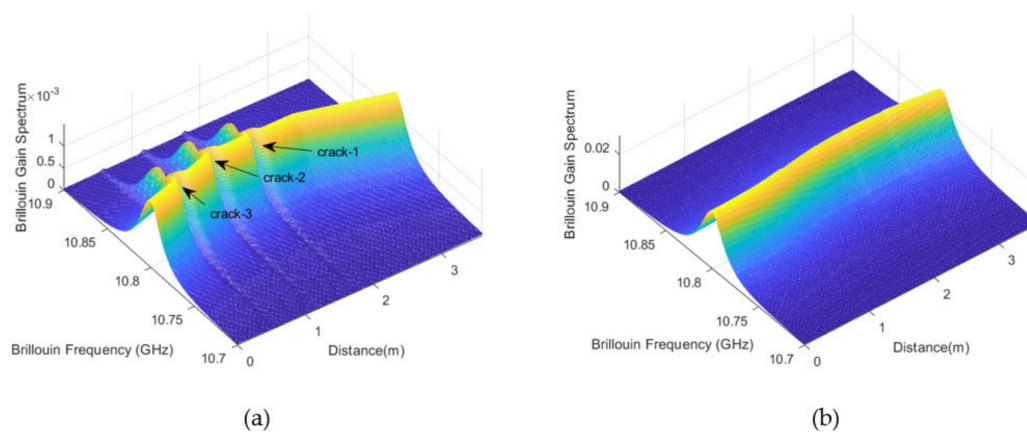 ×10⁻³
Brillouin Gain Spectrum
1
0.5
0
10.9
10.85
10.8
10.75
10.7
Brillouin Frequency (GHz)
0
1
2
3
Distance(m)
crack-1
crack-2
crack-3
(a)
Brillouin Gain Spectrum
0.02
0
10.9
10.85
10.8
10.75
10.7
Brillouin Frequency (GHz)
0
1
2
3
Distance(m)
(b)